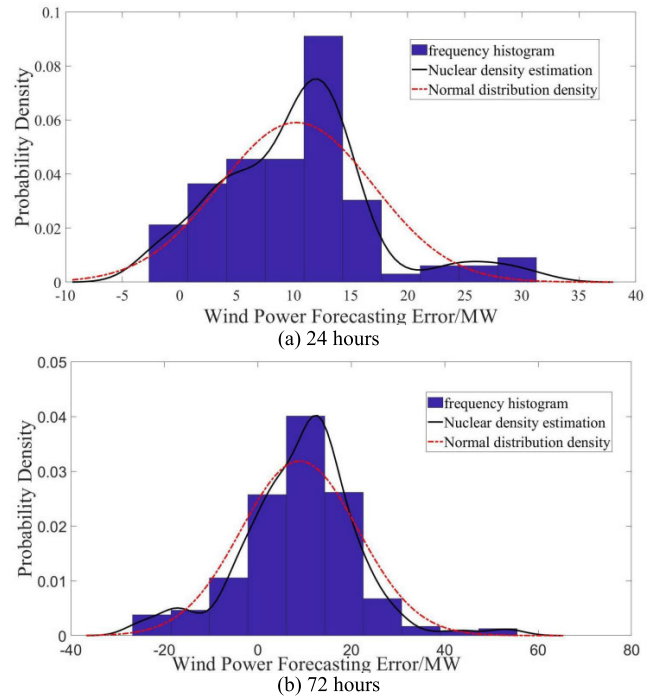 0.1
0.08
0.06
0.04
0.02
0
Probability Density
frequency histogram
Nuclear density estimation
Normal distribution density
-10 -5 0 5 10 15 20 25 30 35 40
Wind Power Forecasting Error/MW
(a) 24 hours
0.05
0.04
0.03
0.02
0.01
0
Probability Density
frequency histogram
Nuclear density estimation
Normal distribution density
-40 -20 0 20 40 60 80
Wind Power Forecasting Error/MW
(b) 72 hours